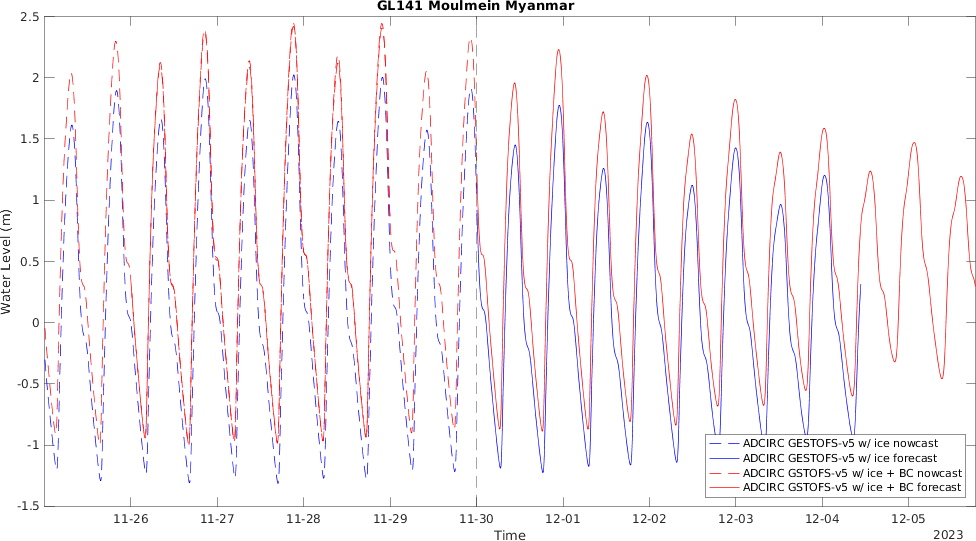 GL141 Moulmein Myanmar
2.5
2
1.5
1
0.5
0
-0.5
-1
-1.5
Water Level (m)
11-26 11-27 11-28 11-29 11-30 12-01 12-02 12-03 12-04 12-05
Time
2023
ADCIRC GESTOFS-v5 w/ ice nowcast
ADCIRC GESTOFS-v5 w/ ice forecast
ADCIRC GSTOFS-v5 w/ ice + BC nowcast
ADCIRC GSTOFS-v5 w/ ice + BC forecast